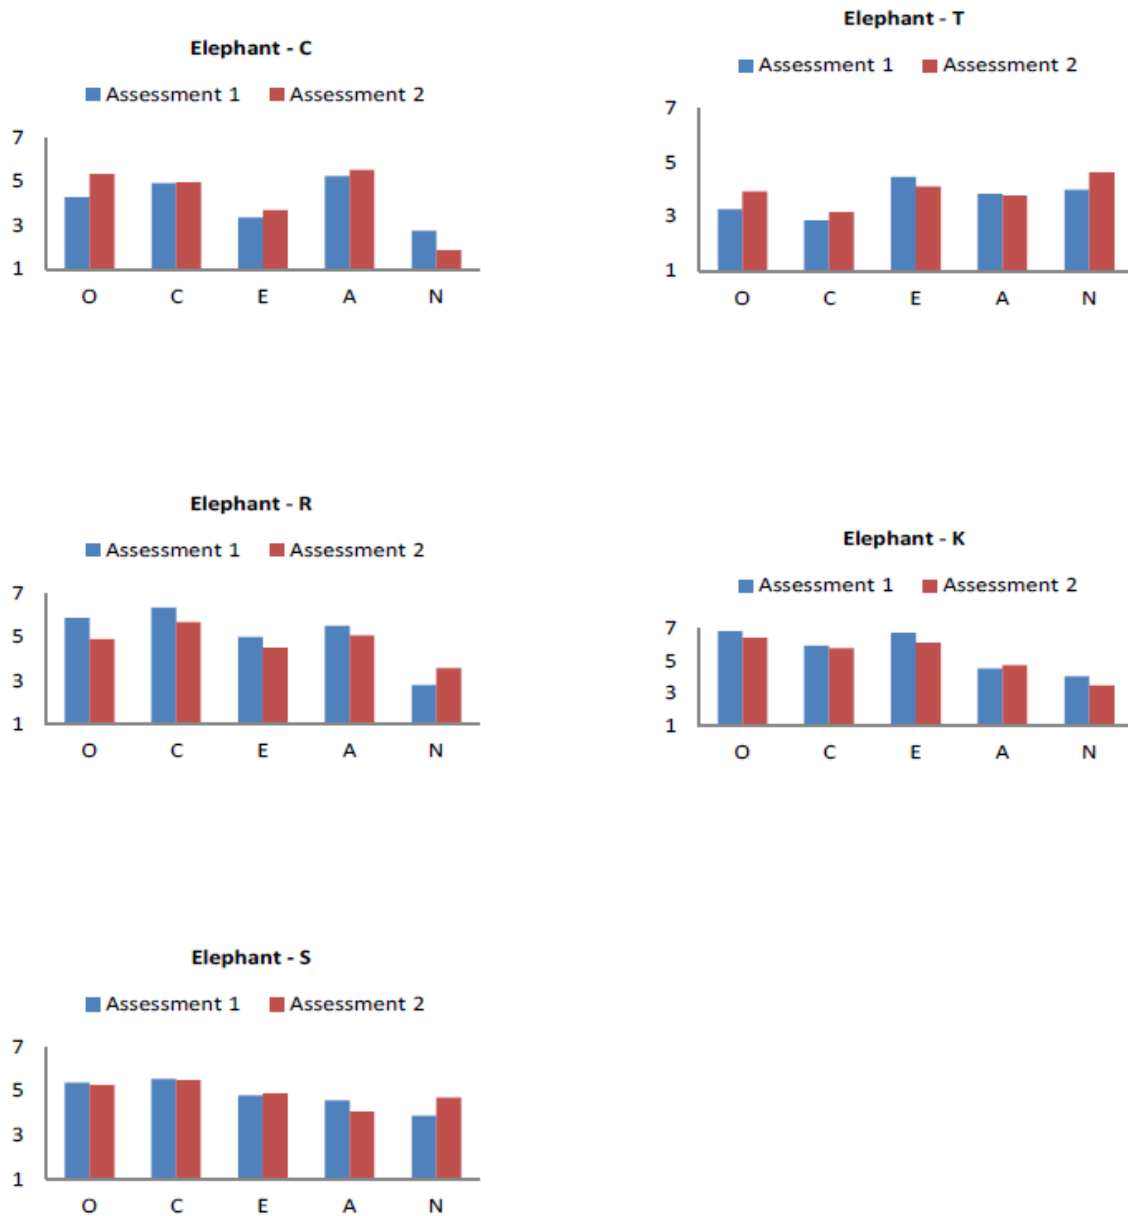 Elephant - C
Assessment 1 Assessment 2
7
5
3
1
O C E A N
Elephant - T
Assessment 1 Assessment 2
7
5
3
1
O C E A N
Elephant - R
Assessment 1 Assessment 2
7
5
3
1
O C E A N
Elephant - K
Assessment 1 Assessment 2
7
5
3
1
O C E A N
Elephant - S
Assessment 1 Assessment 2
7
5
3
1
O C E A N